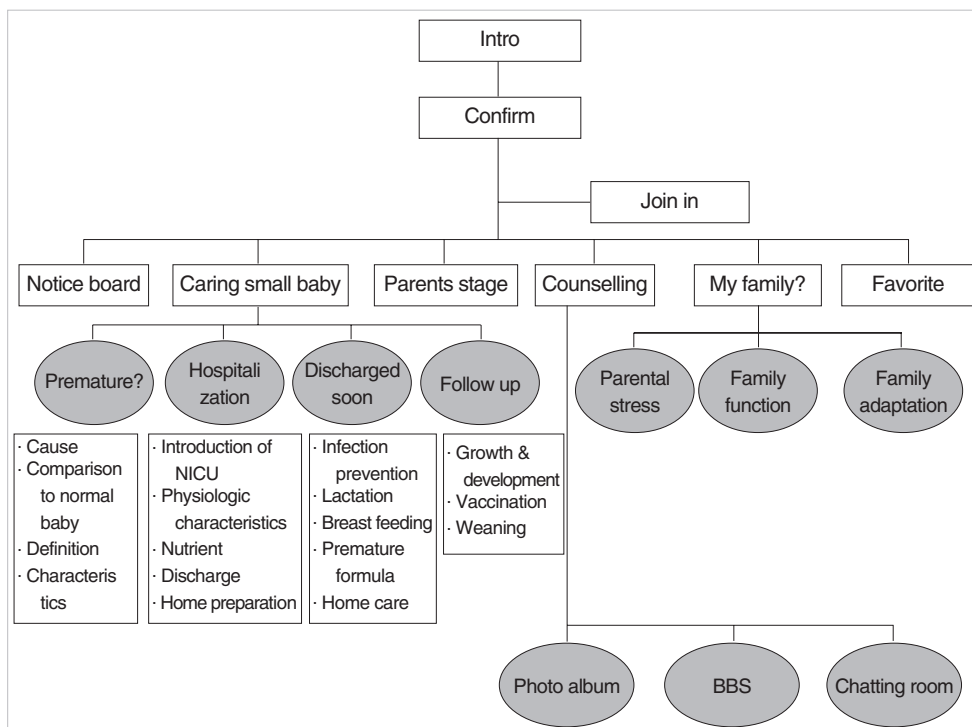 Intro
Confirm
Join in
Notice board
Caring small baby
Parents stage
Counselling
My family?
Favorite
Premature?
Hospitali
zation
Discharged
soon
Follow up
Parental
stress
Family
function
Family
adaptation
· Cause
· Comparison
to normal
baby
· Definition
· Characteris
tics
· Introduction of
NICU
· Physiologic
characteristics
· Nutrient
· Discharge
· Home preparation
· Infection
prevention
· Lactation
· Breast feeding
· Premature
formula
· Home care
· Growth &
development
· Vaccination
· Weaning
Photo album
BBS
Chatting room